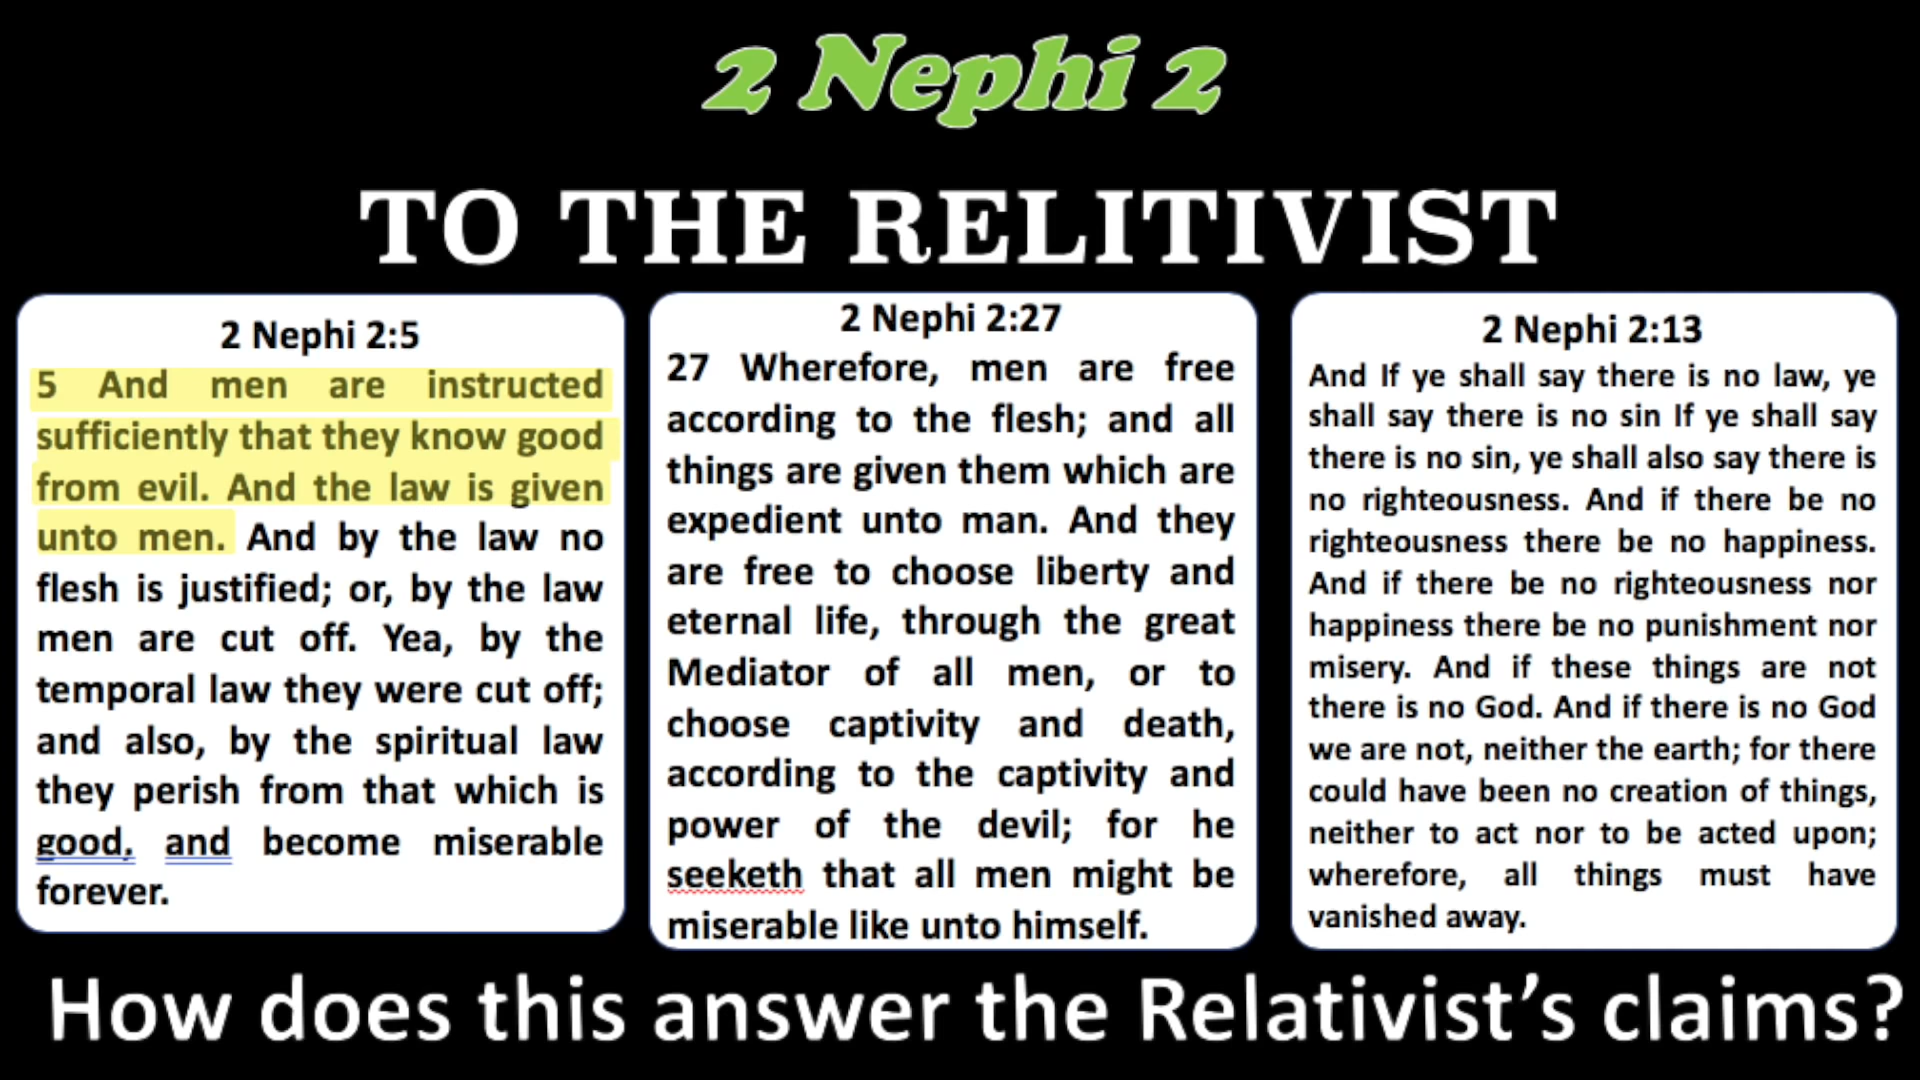 2 Nephi 2
TO THE RELITIVIST
2 Nephi 2:5
5 And men are instructed
sufficiently that they know good
from evil. And the law is given
unto men. And by the law no
flesh is justified; or, by the law
men are cut off. Yea, by the
temporal law they were cut off;
and also, by the spiritual law
they perish from that which is
good, and become miserable
forever.
2 Nephi 2:27
27 Wherefore, men are free
according to the flesh; and all
things are given them which are
expedient unto man. And they
are free to choose liberty and
eternal life, through the great
Mediator of all men, or to
choose captivity and death,
according to the captivity and
power of the devil; for he
seeketh that all men might be
miserable like unto himself.
2 Nephi 2:13
And If ye shall say there is no law, ye
shall say there is no sin If ye shall say
there is no sin, ye shall also say there is
no righteousness. And if there be no
righteousness there be no happiness.
And if there be no righteousness nor
happiness there be no punishment nor
misery. And if these things are not
there is no God. And if there is no God
we are not, neither the earth; for there
could have been no creation of things,
neither to act nor to be acted upon;
wherefore, all things must have
vanished away.
How does this answer the Relativist’s claims?